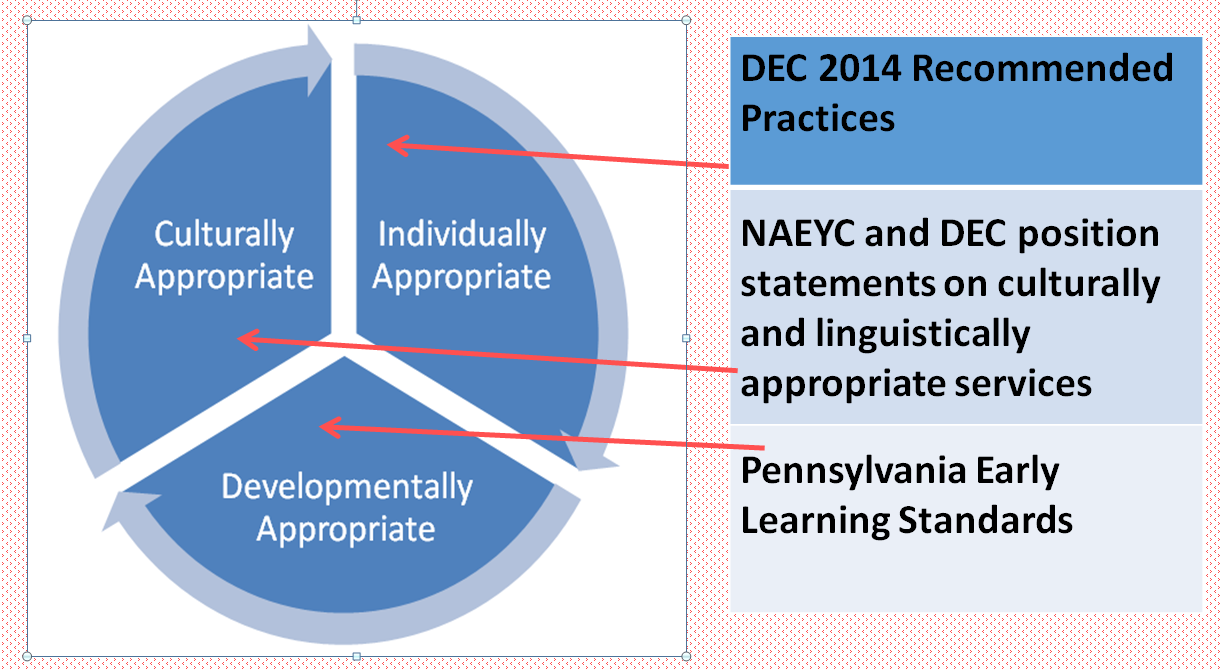 Culturally
Appropriate
Individually
Appropriate
Developmentally
Appropriate
DEC 2014 Recommended
Practices
NAEYC and DEC position
statements on culturally
and linguistically
appropriate services
Pennsylvania Early
Learning Standards